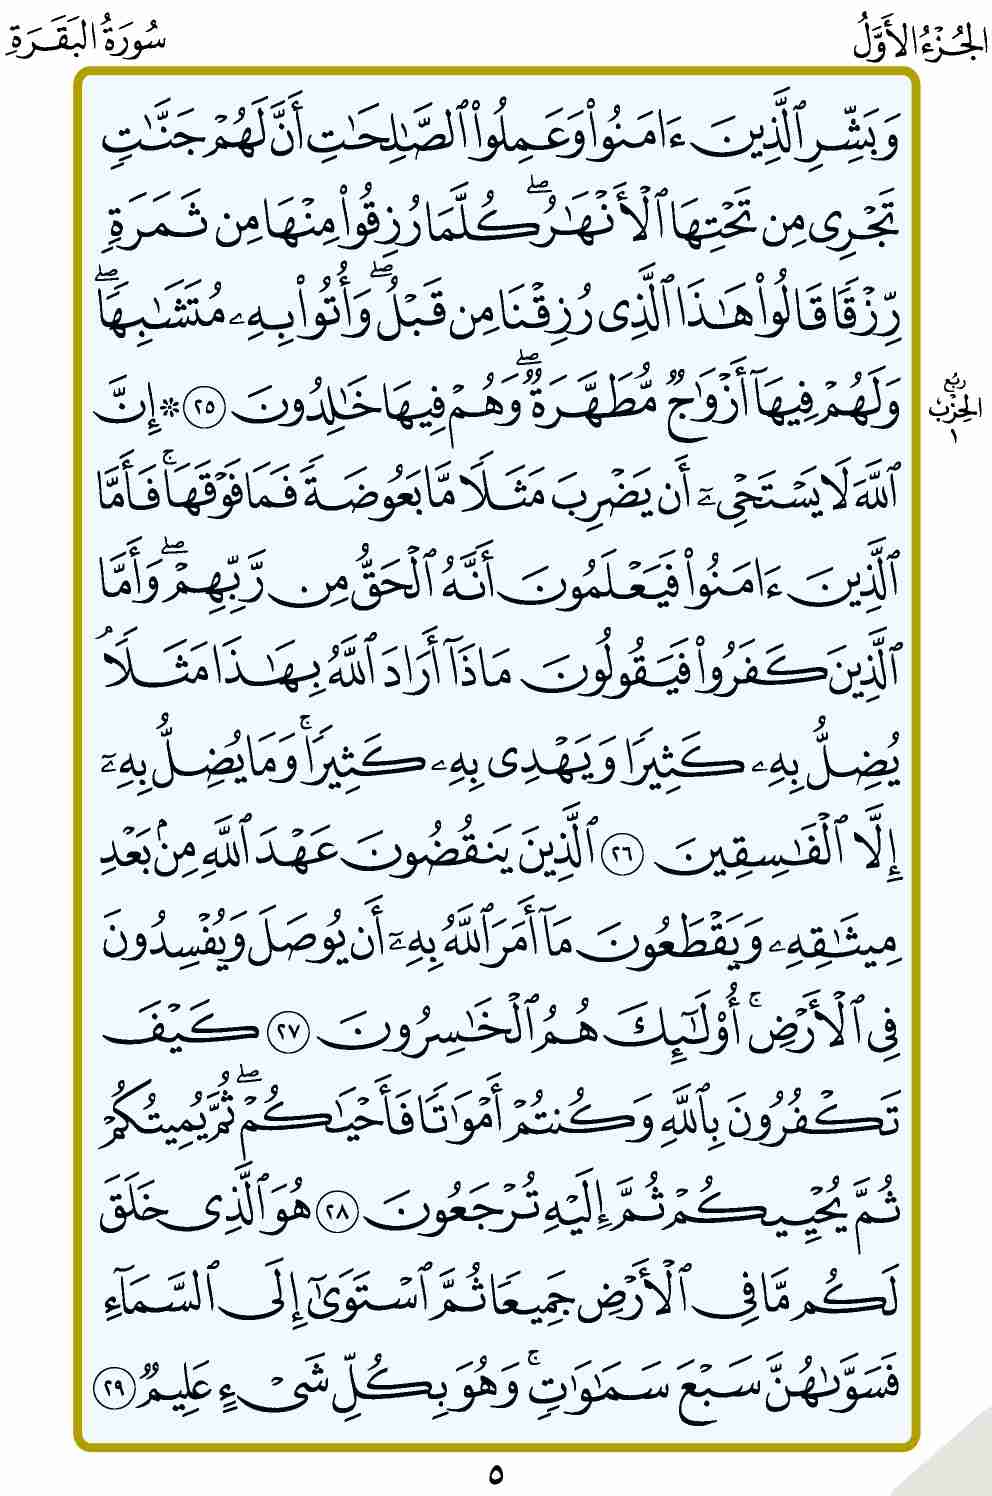 الجُزْءُ الأَوَّلُ
سُورَةُ البَقَرَةِ
وَبَشِّرِ ٱلَّذِينَ ءَامَنُوا۟ وَعَمِلُوا۟ ٱلصَّٰلِحَٰتِ أَنَّ لَهُمْ جَنَّٰتٍ
تَجْرِى مِن تَحْتِهَا ٱلْأَنْهَٰرُ ۖ كُلَّمَا رُزِقُوا۟ مِنْهَا مِن ثَمَرَةٍ
رِّزْقًا قَالُوا۟ هَٰذَا ٱلَّذِى رُزِقْنَا مِن قَبْلُ ۖ وَأُتُوا۟ بِهِۦ مُتَشَٰبِهًا ۖ
وَلَهُمْ فِيهَآ أَزْوَٰجٌ مُّطَهَّرَةٌ ۖ وَهُمْ فِيهَا خَٰلِدُونَ ٢٥ ۞ إِنَّ
ربع
الحزب
١
ٱللَّهَ لَا يَسْتَحْىِۦٓ أَن يَضْرِبَ مَثَلًا مَّا بَعُوضَةً فَمَا فَوْقَهَا ۚ فَأَمَّا
ٱلَّذِينَ ءَامَنُوا۟ فَيَعْلَمُونَ أَنَّهُ ٱلْحَقُّ مِن رَّبِّهِمْ ۖ وَأَمَّا
ٱلَّذِينَ كَفَرُوا۟ فَيَقُولُونَ مَاذَآ أَرَادَ ٱللَّهُ بِهَٰذَا مَثَلًا ۘ
يُضِلُّ بِهِۦ كَثِيرًا وَيَهْدِى بِهِۦ كَثِيرًا ۚ وَمَا يُضِلُّ بِهِۦٓ
إِلَّا ٱلْفَٰسِقِينَ ٢٦ ٱلَّذِينَ يَنقُضُونَ عَهْدَ ٱللَّهِ مِنۢ بَعْدِ
مِيثَٰقِهِۦ وَيَقْطَعُونَ مَآ أَمَرَ ٱللَّهُ بِهِۦٓ أَن يُوصَلَ وَيُفْسِدُونَ
فِى ٱلْأَرْضِ ۚ أُو۟لَٰٓئِكَ هُمُ ٱلْخَٰسِرُونَ ٢٧ كَيْفَ
تَكْفُرُونَ بِٱللَّهِ وَكُنتُمْ أَمْوَٰتًا فَأَحْيَٰكُمْ ۖ ثُمَّ يُمِيتُكُمْ
ثُمَّ يُحْيِيكُمْ ثُمَّ إِلَيْهِ تُرْجَعُونَ ٢٨ هُوَ ٱلَّذِى خَلَقَ
لَكُم مَّا فِى ٱلْأَرْضِ جَمِيعًا ثُمَّ ٱسْتَوَىٰٓ إِلَى ٱلسَّمَآءِ
فَسَوَّىٰهُنَّ سَبْعَ سَمَٰوَٰتٍ ۚ وَهُوَ بِكُلِّ شَىْءٍ عَلِيمٌ ٢٩
٥